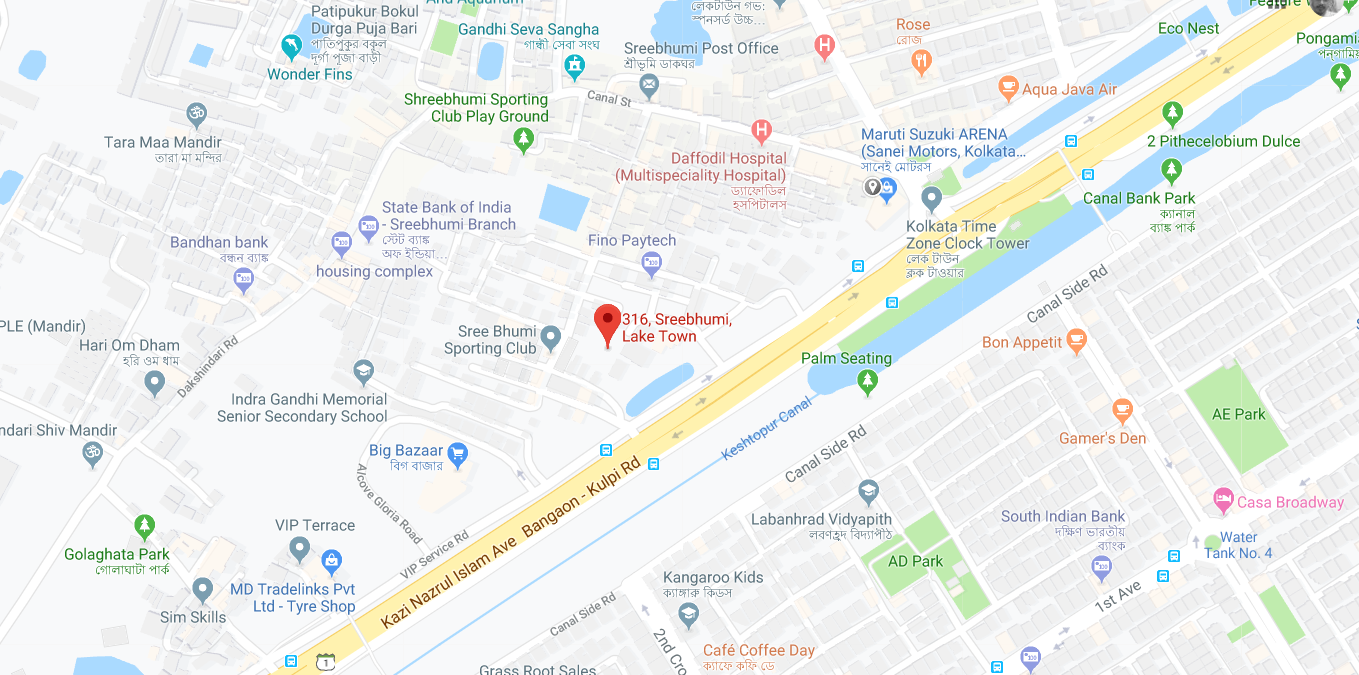 And Aquarium
Patipukur Bokul
Durga Puja Bari
পাতিপুকুর বকুল
দূর্গা পূজা বাড়ী
Wonder Fins
Gandhi Seva Sangha
গান্ধী সেবা সংঘ
লেকটাউন গভ:
স্পনসর্ড উচ্চ...
Sreebhumi Post Office
শ্রীভূমি ডাকঘর
Rose
রোজ
Eco Nest
Feature
Pongamia
Shreebhumi Sporting
Club Play Ground
Canal St
Aqua Java Air
Tara Maa Mandir
তারা মা মন্দির
Daffodil Hospital
(Multispeciality Hospital)
ড্যাফোডিল
হসপিটালস
Maruti Suzuki ARENA
(Sanei Motors, Kolkata...
সানেই মোটরস
2 Pithecelobium Dulce
Canal Bank Park
ক্যানাল
ব্যাঙ্ক পার্ক
State Bank of India
- Sreebhumi Branch
স্টেট ব্যাঙ্ক
অফ ইন্ডিয়া...
Kolkata Time
Zone Clock Tower
লেক টাউন
ক্লক টাওয়ার
Bandhan bank
বন্ধন ব্যাঙ্ক
Fino Paytech
housing complex
Canal Side Rd
316, Sreebhumi,
Lake Town
PLE (Mandir)
Hari Om Dham
হরি ওম ধাম
Sree Bhumi
Sporting Club
Bon Appetit
Dakshindari Rd
Palm Seating
Indra Gandhi Memorial
Senior Secondary School
Keshtopur Canal
AE Park
ndari Shiv Mandir
Gamer's Den
Big Bazaar
বিগ বাজার
Canal Side Rd
Alcove Gloria Road
Casa Broadway
VIP Terrace
Labanhrad Vidyapith
লবণহ্রদ বিদ্যাপীঠ
South Indian Bank
দক্ষিণ ভারতীয়
ব্যাংক
Water
Tank No. 4
Golaghata Park
গোলাঘাটা পার্ক
VIP Service Rd
Kazi Nazrul Islam Ave
Bangaon - Kulpi Rd
AD Park
MD Tradelinks Pvt
Ltd - Tyre Shop
Kangaroo Kids
ক্যাঙ্গারু কিডস
1st Ave
Sim Skills
Canal Side Rd
2nd Cro
Café Coffee Day
ক্যাফে কফি ডে
1
Grass Root Sales